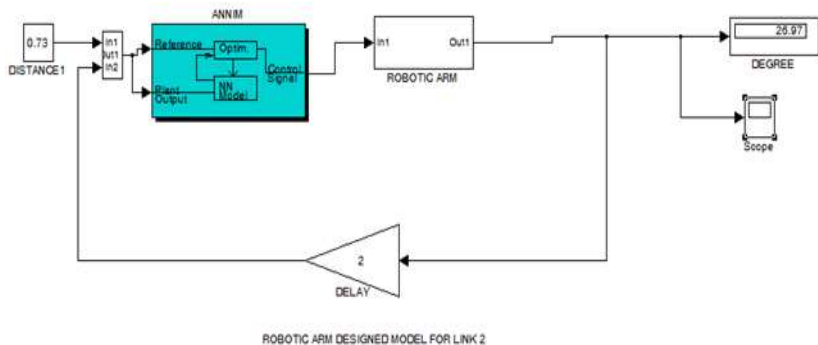 ANNIM
0.73
DISTANCE1
In1
Out1
In2
Reference
Optim.
Control
Signal
Plant
Output
NN
Model
In1
Out1
ROBOTIC ARM
26.97
DEGREE
Scope
2
DELAY
ROBOTIC ARM DESIGNED MODEL FOR LINK 2